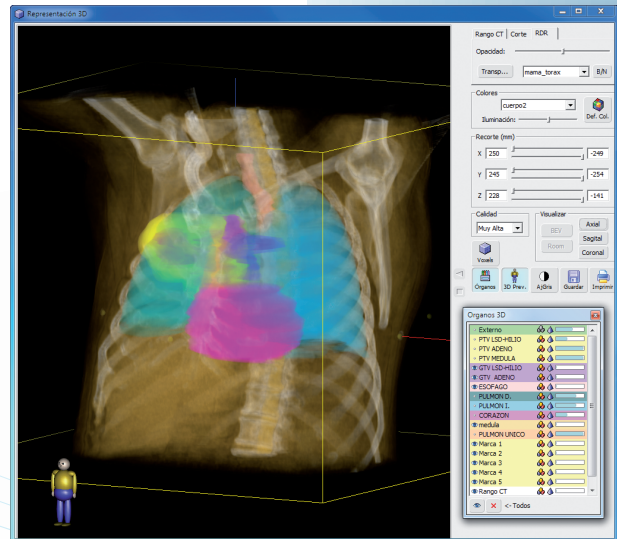 Representación 3D
Rango CT Corte RDR
Opacidad:
Transp... mama_torax B/N
Colores
cuerpo2
Iluminación: Def. Col.
Recorte (mm)
X 250 -249
Y 245 -254
Z 228 -141
Calidad Visualizar
Muy Alta BEV Axial
Sagital
Room Coronal
Voxels
Organos 3D Prev. AjGris Guardar Imprimir
Organos 3D
Externo
PTV LSD-HILIO
PTV ADENO
PTV MEDULA
GTV LSD-HILIO
GTV ADENO
ESOFAGO
PULMON D.
PULMON I.
CORAZON
medula
PULMON UNICO
Marca 1
Marca 2
Marca 3
Marca 4
Marca 5
Rango CT
<- Todos